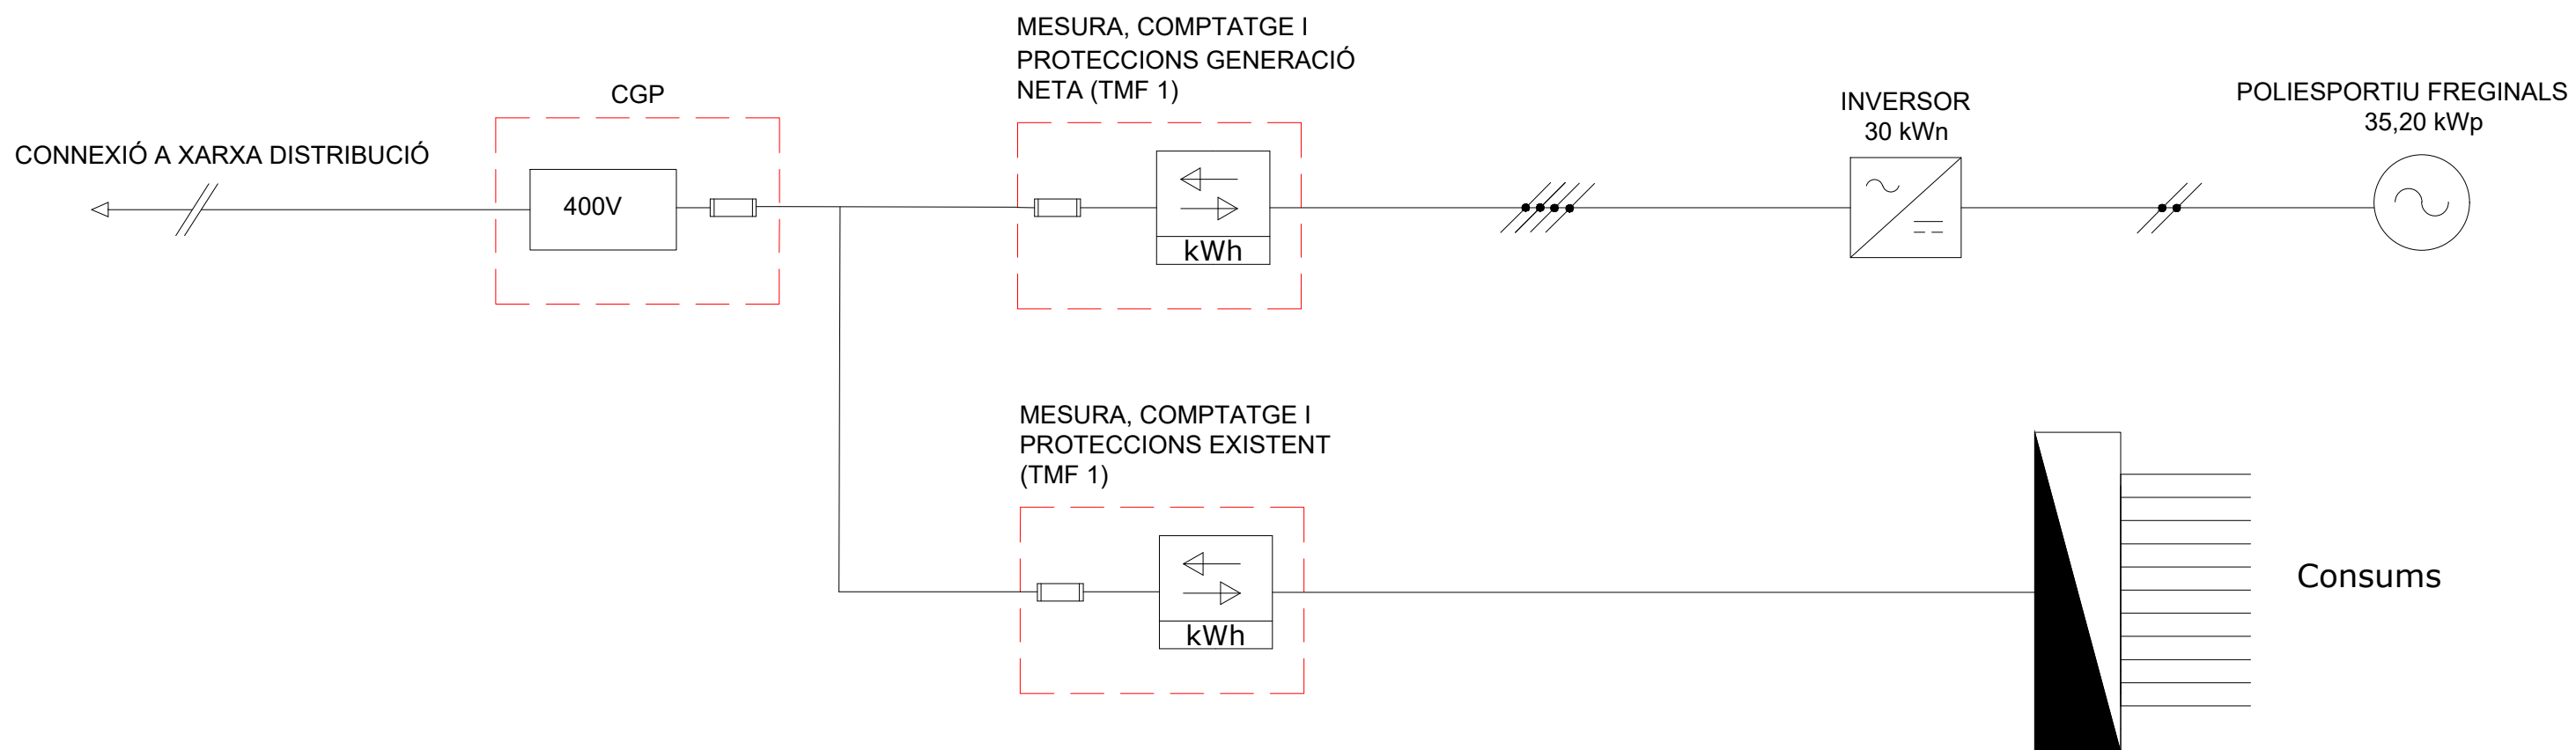 MESURA, COMPTATGE I
PROTECCIONS GENERACIÓ
NETA (TMF 1)
CGP
INVERSOR
30 kWn
POLIESPORTIU FREGINALS
35,20 kWp
CONNEXIÓ A XARXA DISTRIBUCIÓ
400V
kWh
MESURA, COMPTATGE I
PROTECCIONS EXISTENT
(TMF 1)
kWh
Consums